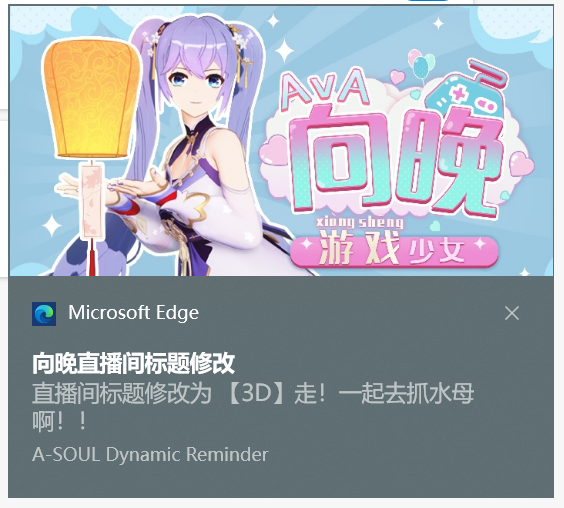 AvA
向晚
xiang sheng
游戏少女
Microsoft Edge
向晚直播间标题修改
直播间标题修改为 【3D】走！一起去抓水母
啊！！
A-SOUL Dynamic Reminder